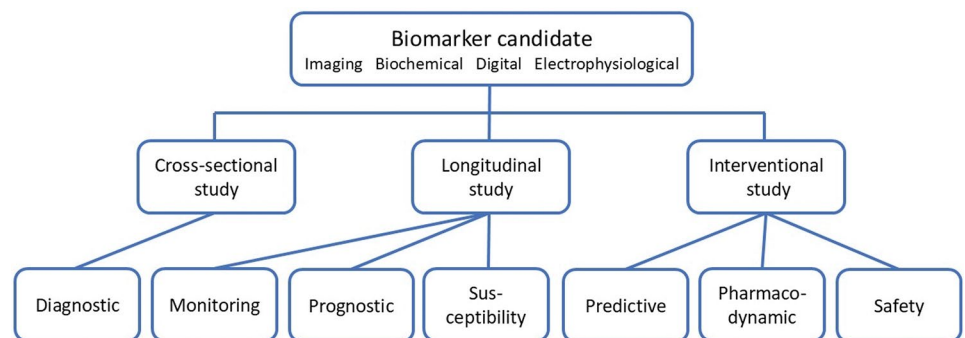 Biomarker candidate
Imaging Biochemical Digital Electrophysiological
Cross-sectional
study
Longitudinal
study
Interventional
study
Diagnostic
Monitoring
Prognostic
Sus-
ceptibility
Predictive
Pharmaco-
dynamic
Safety